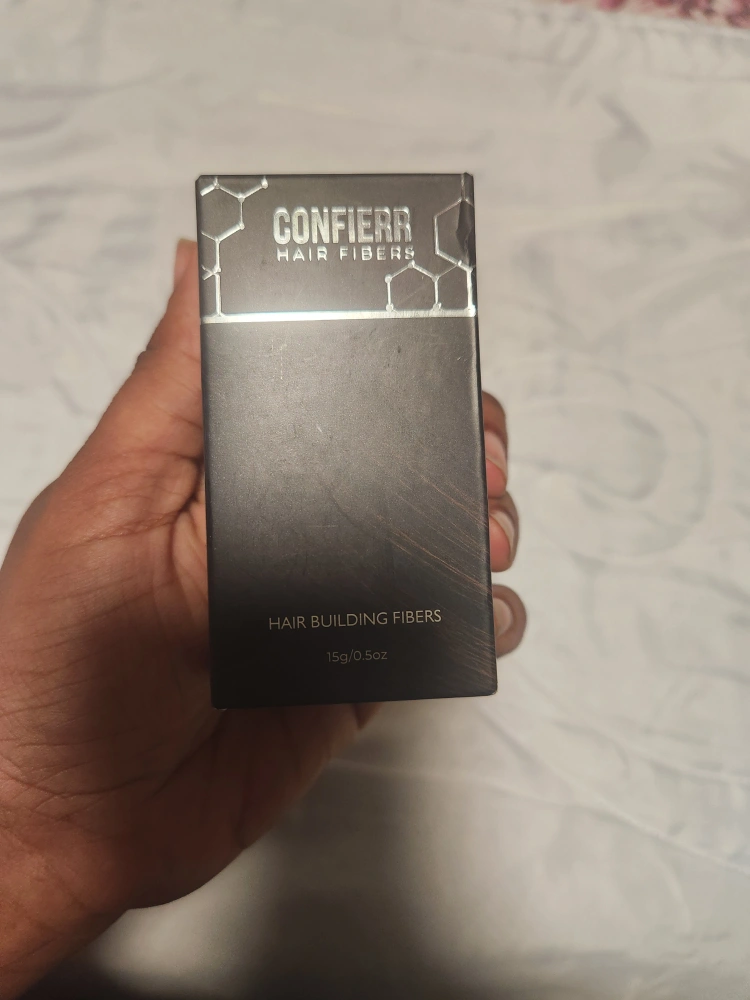 CONFIERR
HAIR FIBERS
HAIR BUILDING FIBERS
15g/0.5oz